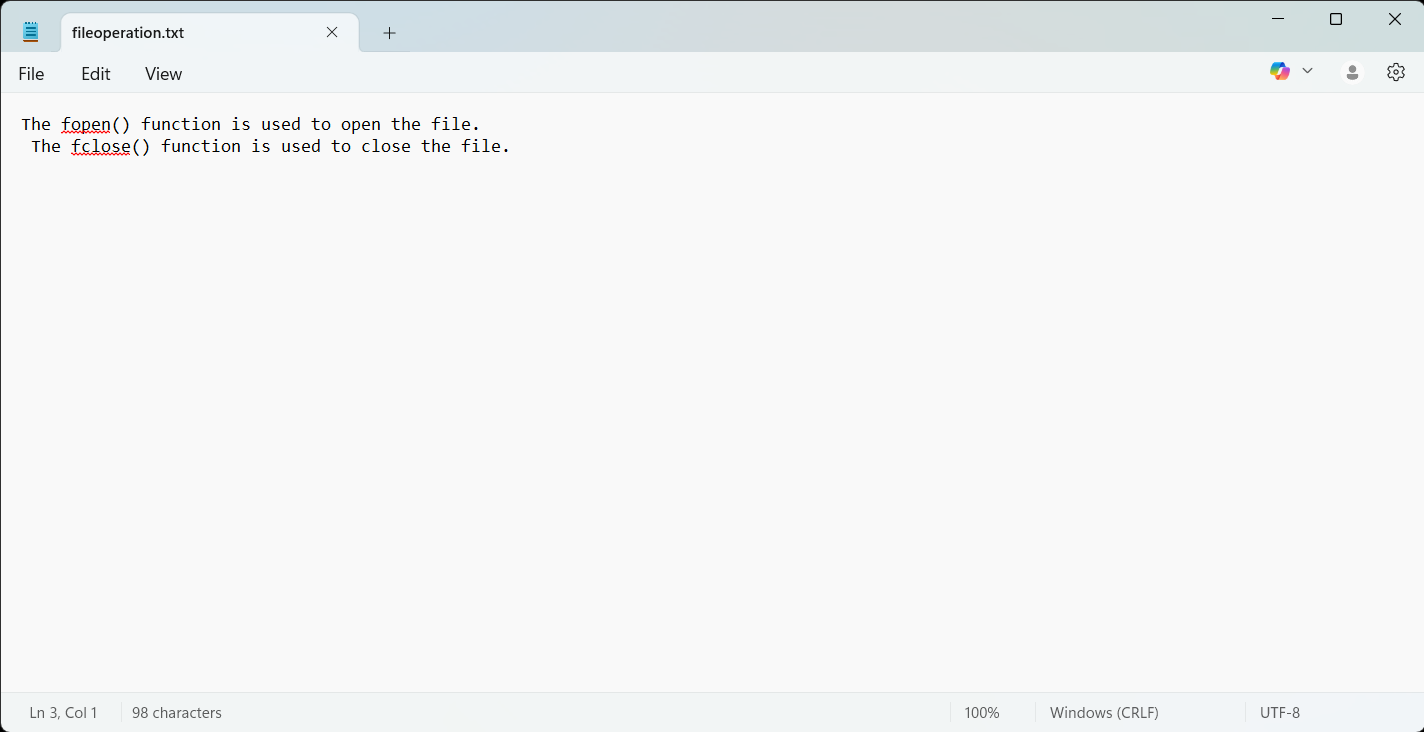 fileoperation.txt
File Edit View
The fopen() function is used to open the file.
 The fclose() function is used to close the file.
Ln 3, Col 1 98 characters 100% Windows (CRLF) UTF-8